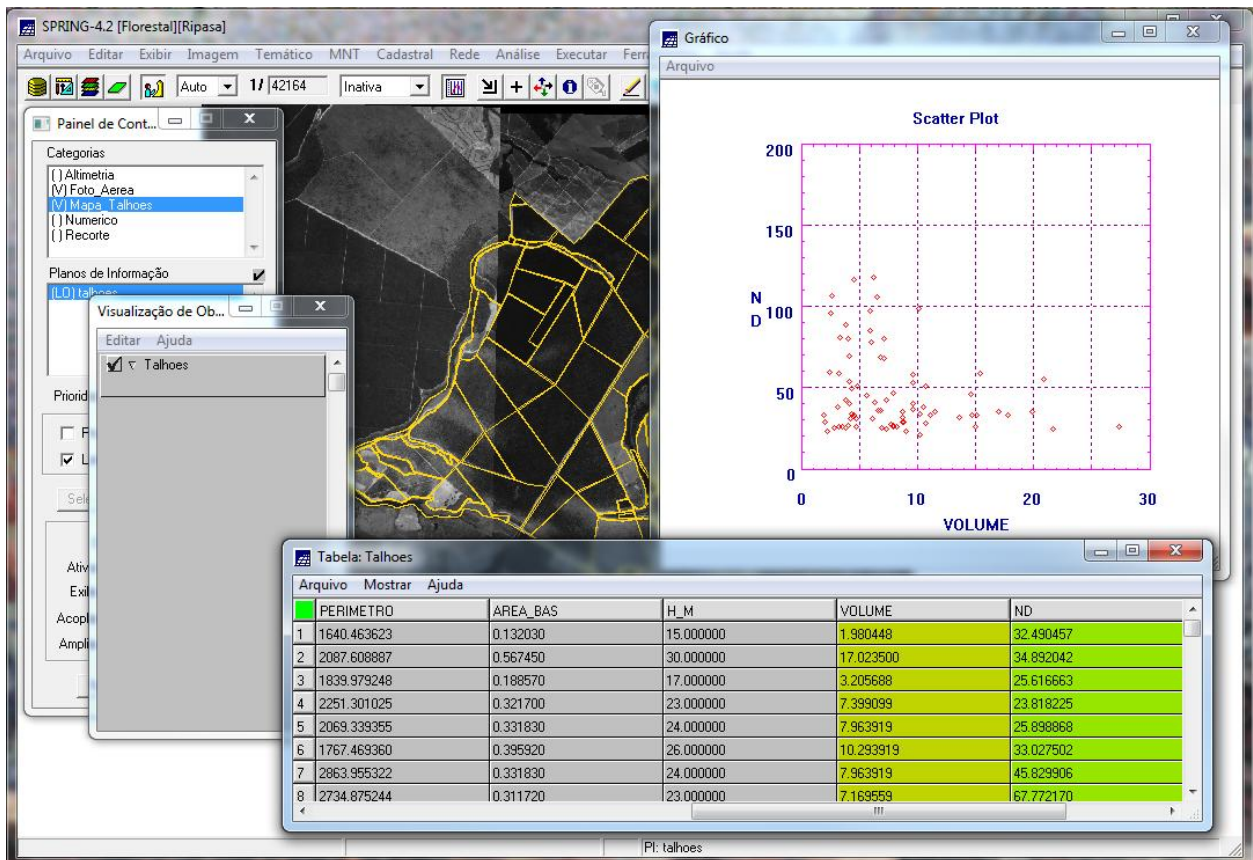 SPRING-4.2 [Florestal][Ripasa]
Arquivo Editar Exibir Imagem Temático MNT Cadastral Rede Análise Executar Ferr
Auto 1/ 42164 Inativa
Painel de Cont...
Categorias
( ) Altimetria
(V) Foto_Aerea
(V) Mapa_Talhoes
( ) Numerico
( ) Recorte
Planos de Informação
(LO) talhoes
Priorid
F
L
Sele
Ativ
Exi
Acopl
Ampli
Visualização de Ob...
Editar Ajuda
Talhoes
Gráfico
Arquivo
Scatter Plot
200
150
100
50
0
ND
0 10 20 30
VOLUME
Tabela: Talhoes
Arquivo Mostrar Ajuda
PERIMETRO AREA_BAS H_M VOLUME ND
1 1640.463623 0.132030 15.000000 1.980448 32.490457
2 2087.608887 0.567450 30.000000 17.023500 34.892042
3 1839.979248 0.188570 17.000000 3.205688 25.616663
4 2251.301025 0.321700 23.000000 7.399099 23.818225
5 2069.339355 0.331830 24.000000 7.963919 25.898868
6 1767.469360 0.395920 26.000000 10.293919 33.027502
7 2863.955322 0.331830 24.000000 7.963919 45.829906
8 2734.875244 0.311720 23.000000 7.169559 67.772170
PI: talhoes